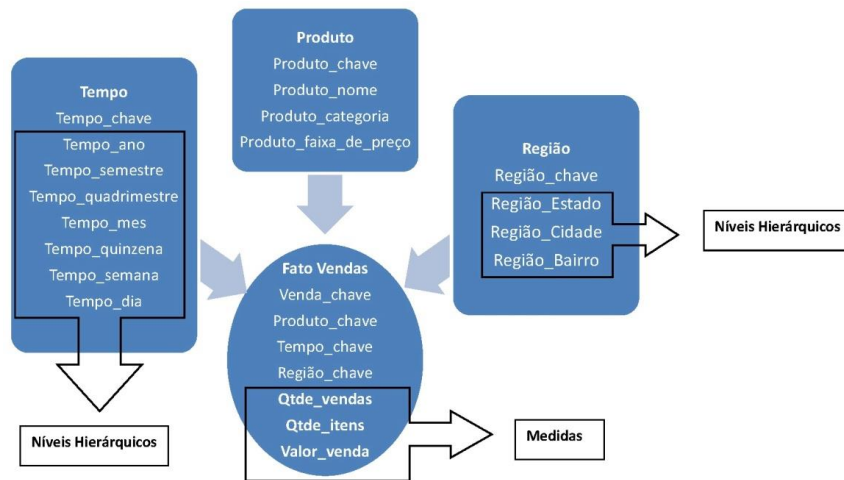 Produto
Produto_chave
Produto_nome
Produto_categoria
Produto_faixa_de_preço
Tempo
Tempo_chave
Tempo_ano
Tempo_semestre
Tempo_quadrimestre
Tempo_mes
Tempo_quinzena
Tempo_semana
Tempo_dia
Região
Região_chave
Região_Estado
Região_Cidade
Região_Bairro
Níveis Hierárquicos
Fato Vendas
Venda_chave
Produto_chave
Tempo_chave
Região_chave
Qtde_vendas
Qtde_itens
Valor_venda
Níveis Hierárquicos
Medidas